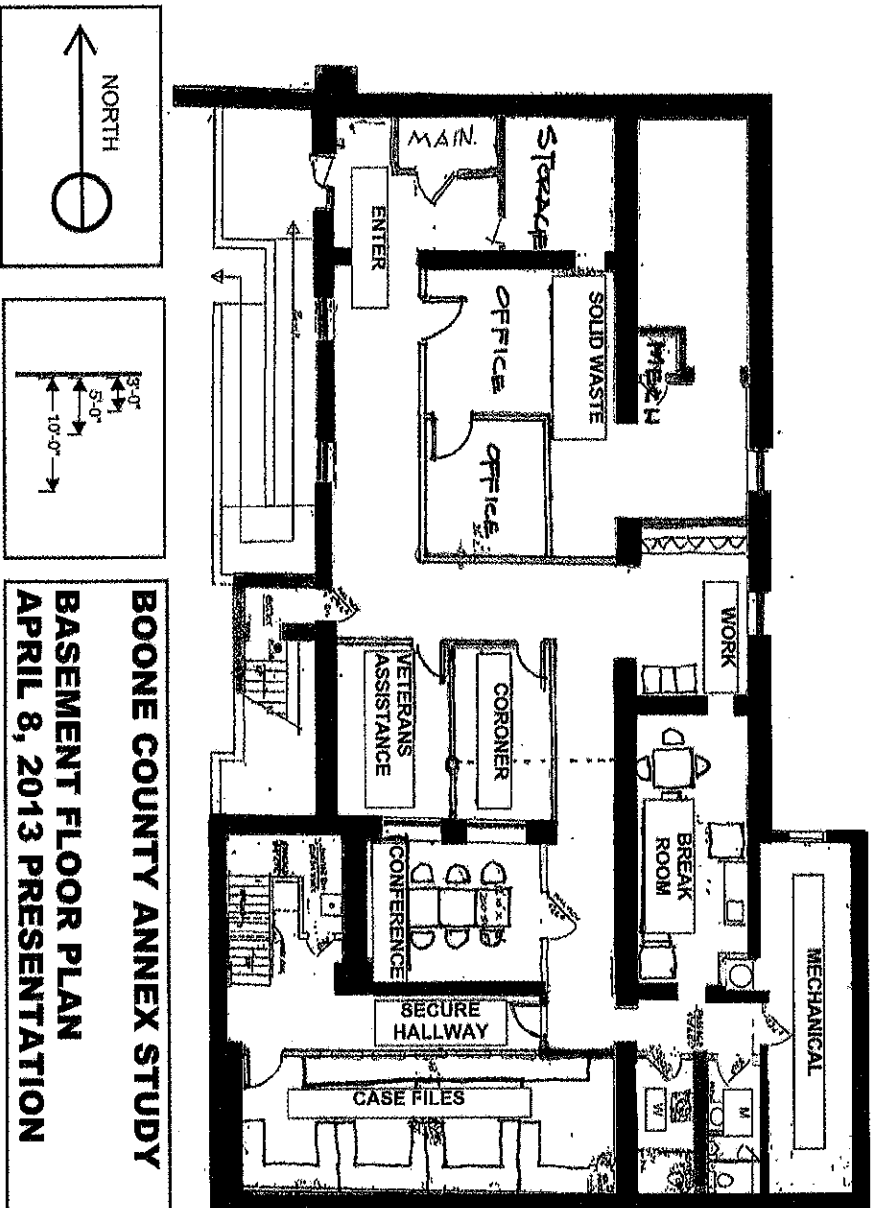 MAIN.
STORAGE
ENTER
OFFICE
SOLID WASTE
MECH
OFFICE
WORK
VETERANS
ASSISTANCE
CORONER
BREAK
ROOM
CONFERENCE
MECHANICAL
SECURE
HALLWAY
CASE FILES
W
M
NORTH
3'-0"
5'-0"
10'-0"
BOONE COUNTY ANNEX STUDY
BASEMENT FLOOR PLAN
APRIL 8, 2013 PRESENTATION